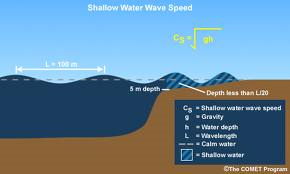 Shallow Water Wave Speed
Cs = √gh
L = 100 m
5 m depth
Depth less than L/20
Cs = Shallow water wave speed
g = Gravity
h = Water depth
L = Wavelength
= Calm water
= Shallow water
©The COMET Program